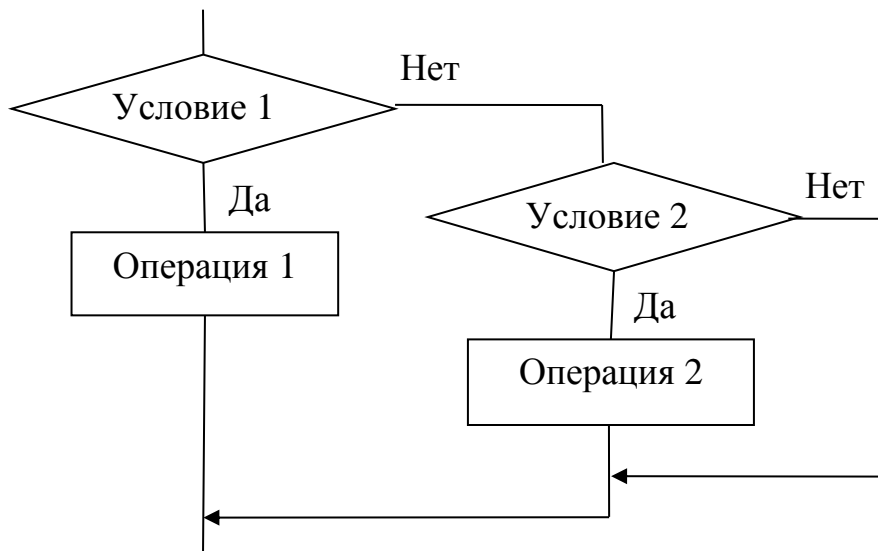 Нет
Условие 1
Нет
Да
Условие 2
Операция 1
Да
Операция 2